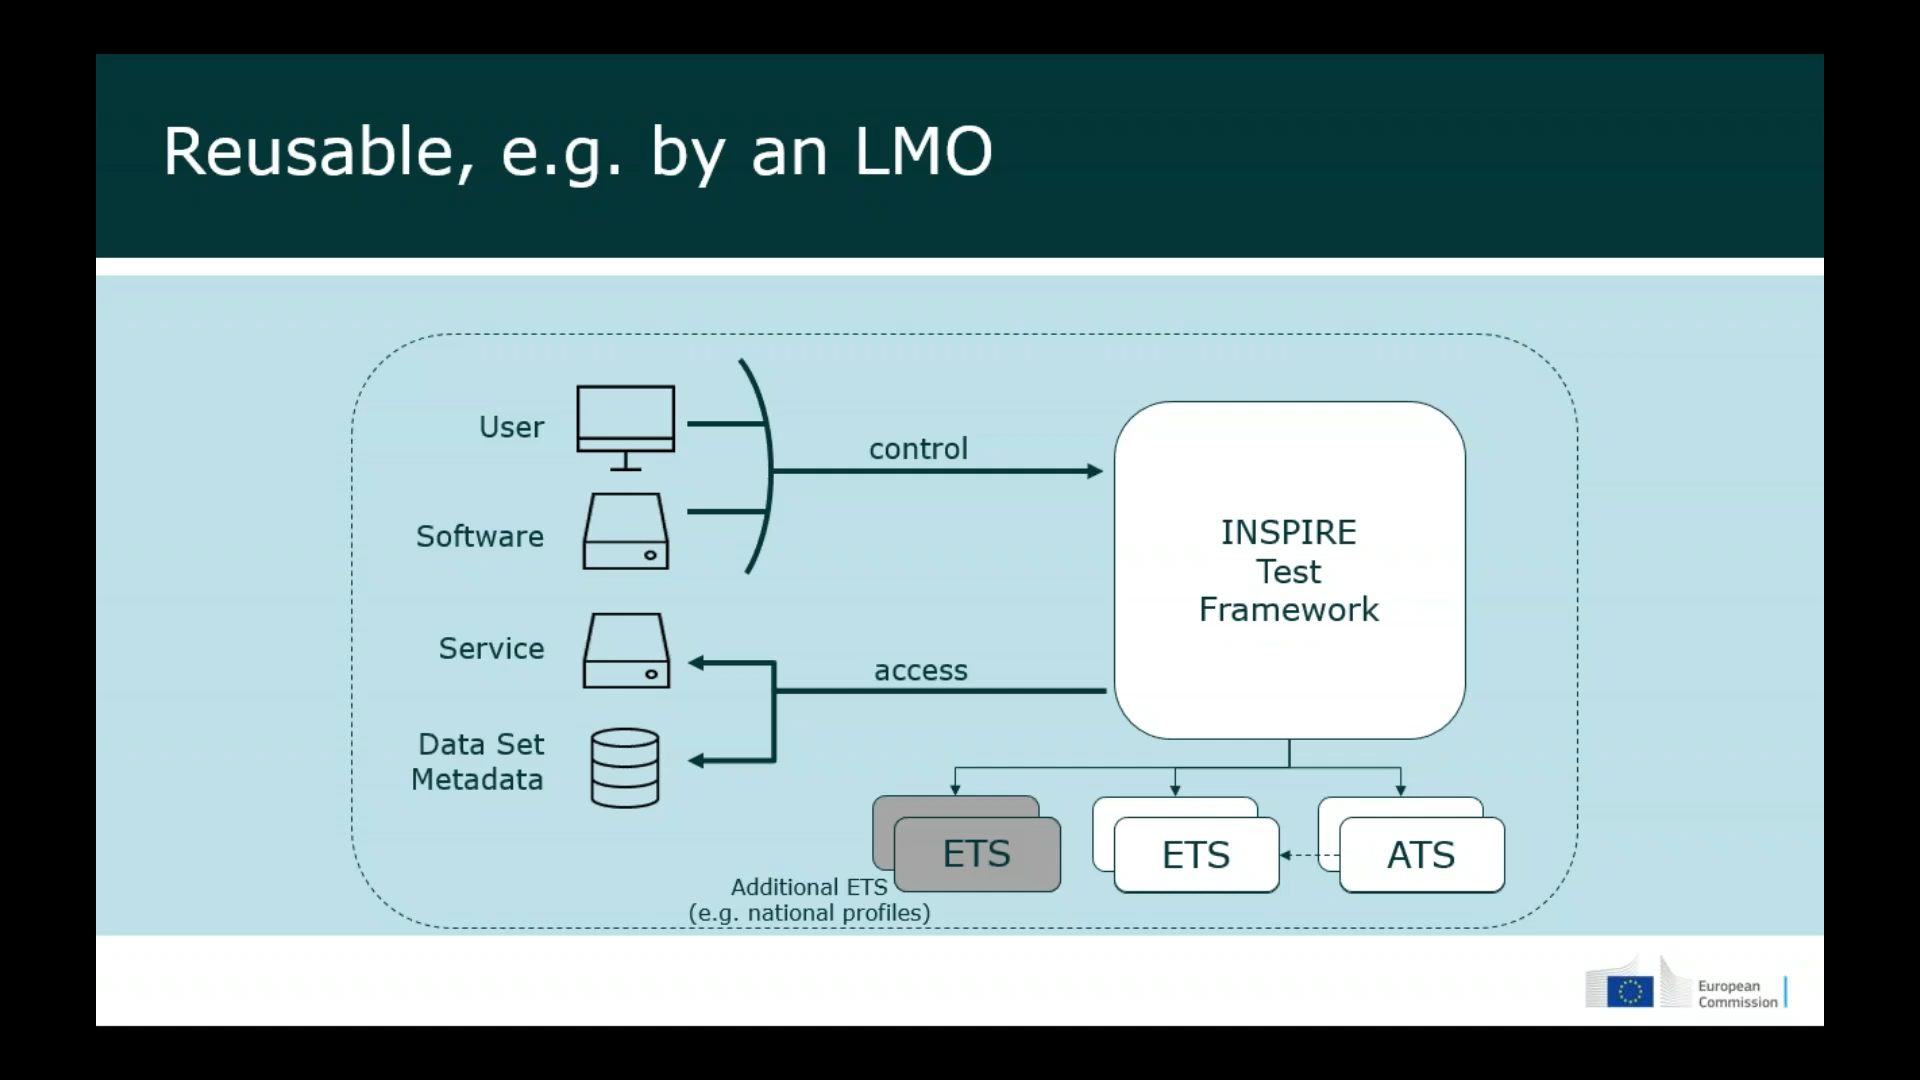 Reusable, e.g. by an LMO
User
control
Software
INSPIRE
Test
Framework
Service
access
Data Set
Metadata
ETS
ETS
ATS
Additional ETS
(e.g. national profiles)
European
Commission